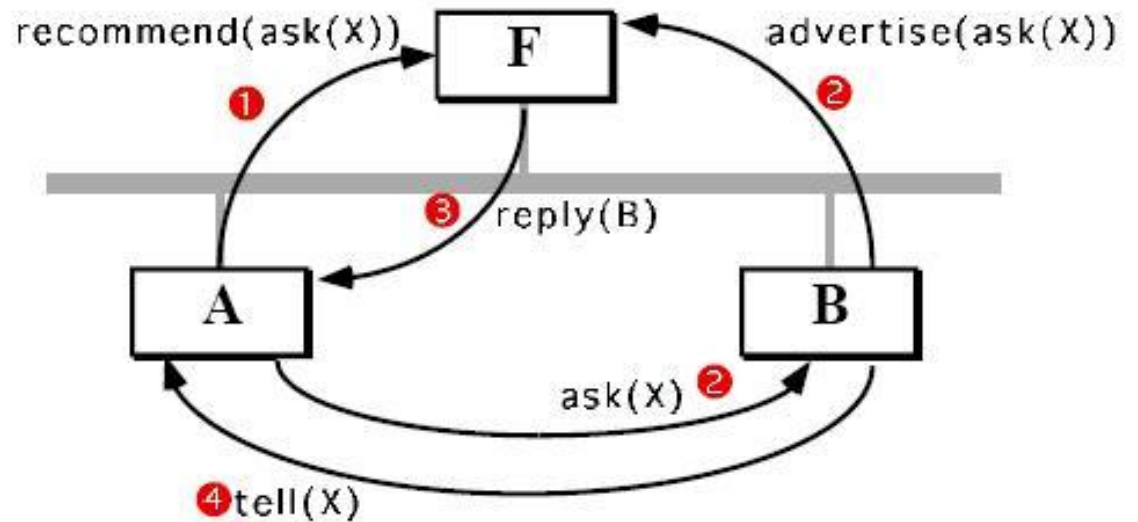 recommend(ask(X))
F
advertise(ask(X))
1
2
3
reply(B)
A
B
ask(X) 2
4 tell(X)